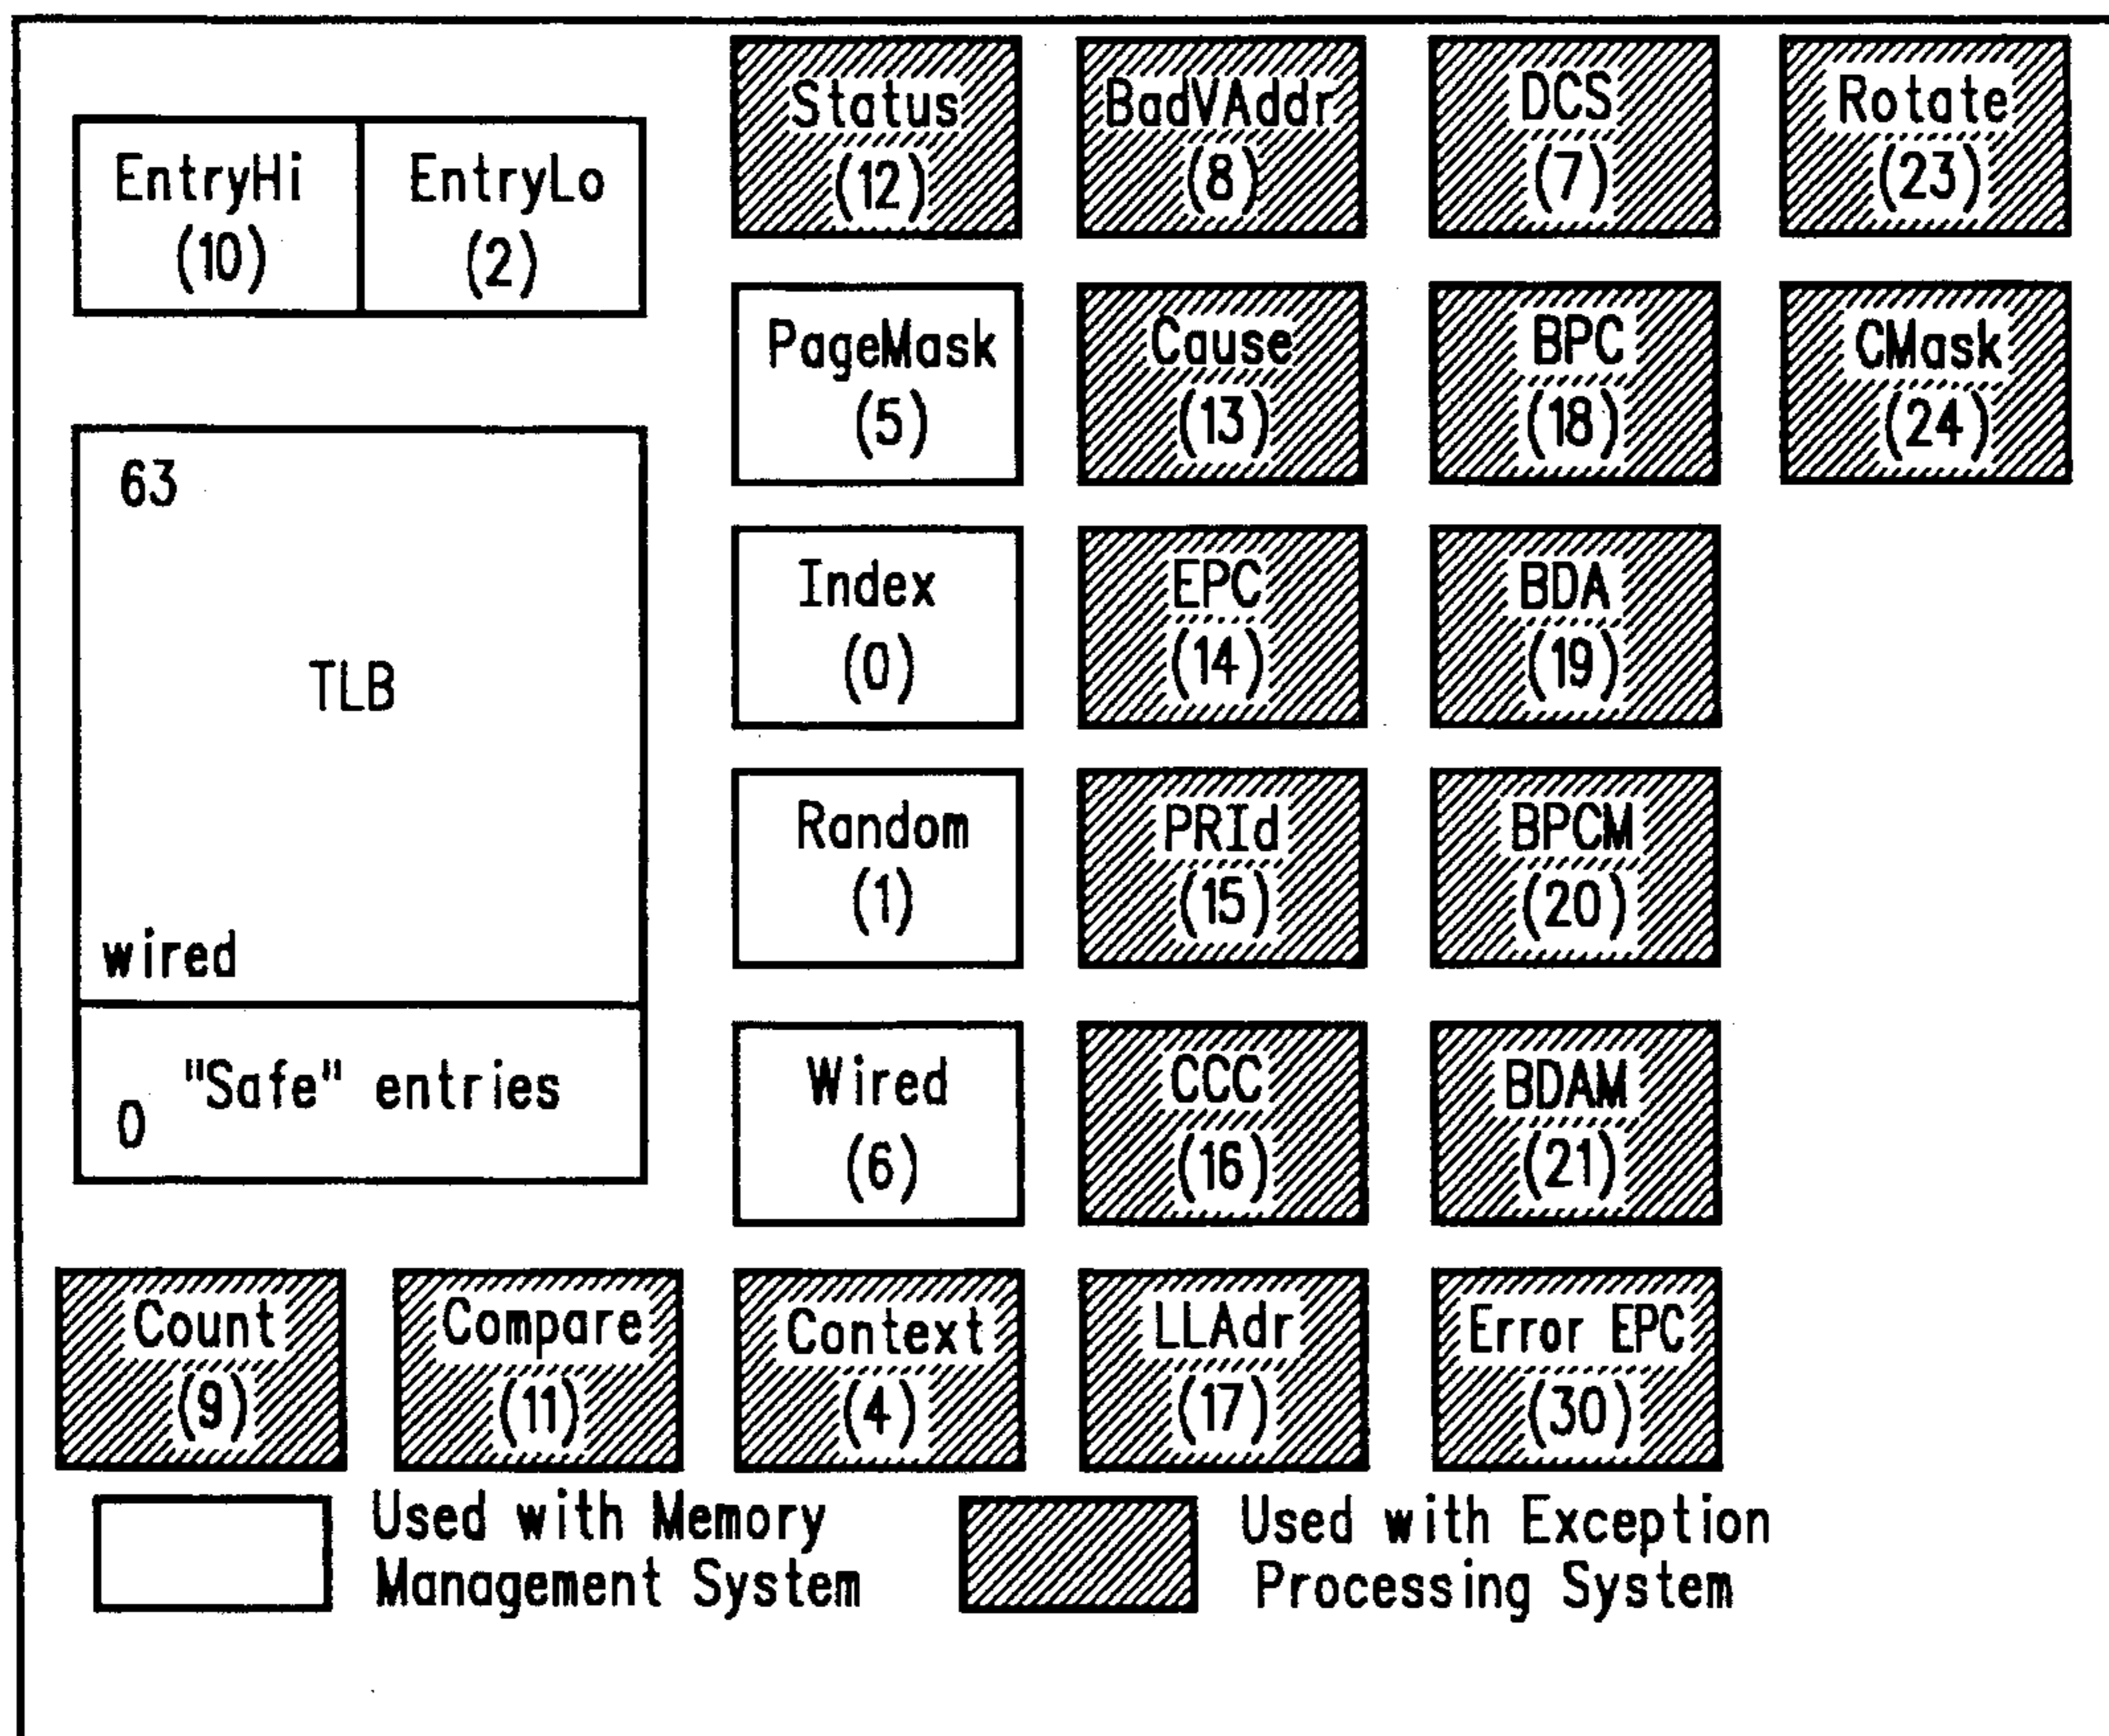 EntryHi
(10)
EntryLo
(2)
63
TLB
wired
"Safe" entries
0
Status
(12)
BadVAddr
(8)
DCS
(7)
Rotate
(23)
PageMask
(5)
Cause
(13)
BPC
(18)
CMask
(24)
Index
(0)
EPC
(14)
BDA
(19)
Random
(1)
PRId
(15)
BPCM
(20)
Wired
(6)
CCC
(16)
BDAM
(21)
Count
(9)
Compare
(11)
Context
(4)
LLAdr
(17)
Error EPC
(30)
Used with Memory
Management System
Used with Exception
Processing System